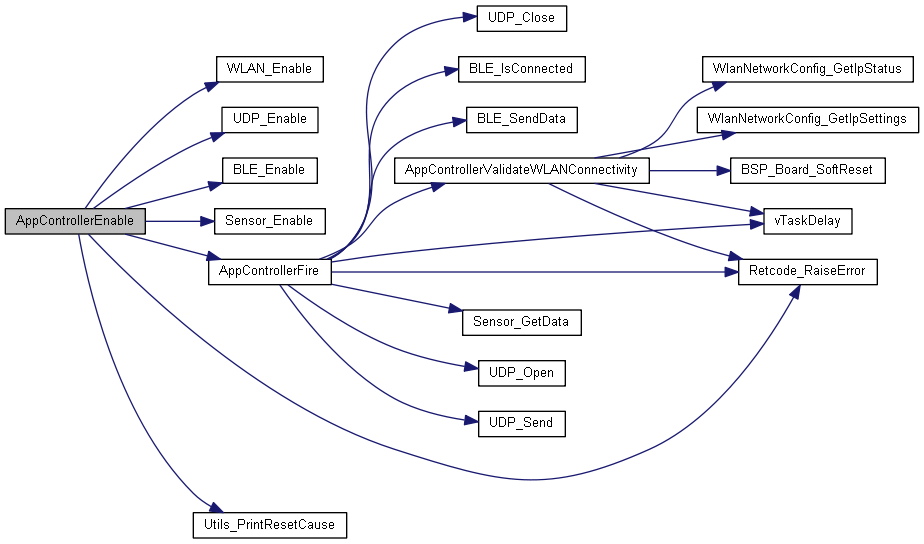 UDP_Close
WLAN_Enable
BLE_IsConnected
WlanNetworkConfig_GetIpStatus
UDP_Enable
BLE_SendData
WlanNetworkConfig_GetIpSettings
BLE_Enable
AppControllerValidateWLANConnectivity
BSP_Board_SoftReset
AppControllerEnable
Sensor_Enable
vTaskDelay
AppControllerFire
Retcode_RaiseError
Sensor_GetData
UDP_Open
UDP_Send
Utils_PrintResetCause